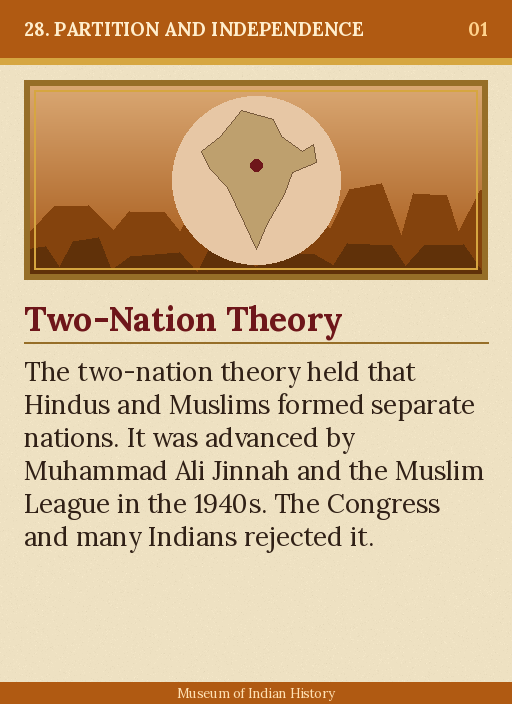 28. PARTITION AND INDEPENDENCE 01
Two-Nation Theory
The two-nation theory held that
Hindus and Muslims formed separate
nations. It was advanced by
Muhammad Ali Jinnah and the Muslim
League in the 1940s. The Congress
and many Indians rejected it.
Museum of Indian History